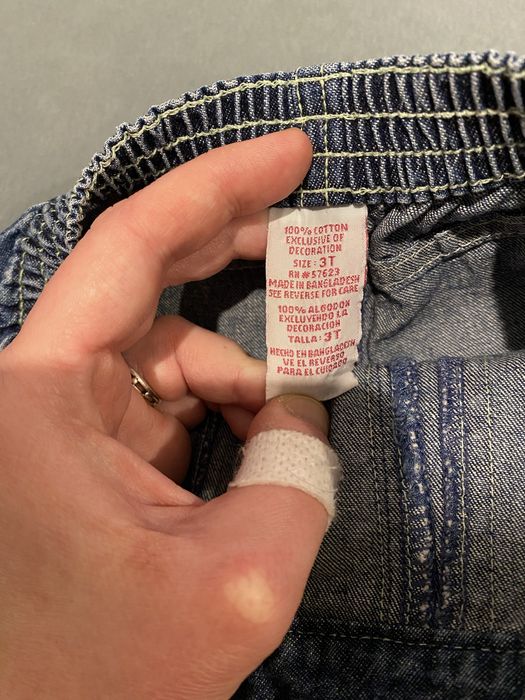 100% COTTON
EXCLUSIVE OF
DECORATION
SIZE: 3T
RN #57623
MADE IN BANGLADESH
SEE REVERSE FOR CARE
100% ALGODON
EXCLUYENDO LA
DECORACION
TALLA: 3T
HECHO EN BANGLADESH
VE EL REVERSO
PARA EL CUIDADO